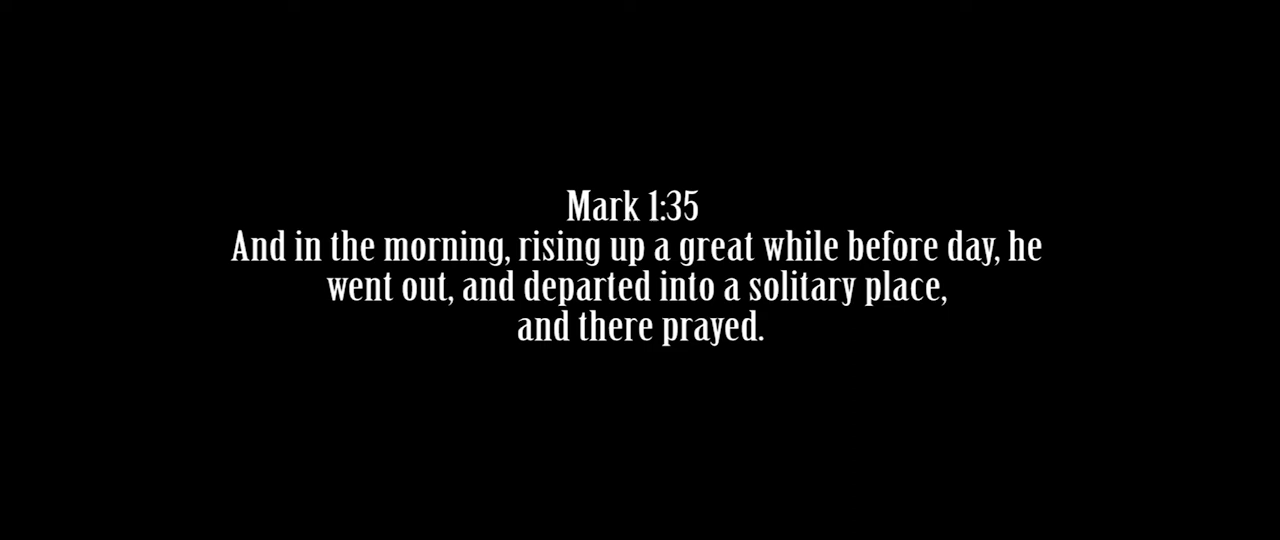 Mark 1:35
And in the morning, rising up a great while before day, he
went out, and departed into a solitary place,
and there prayed.